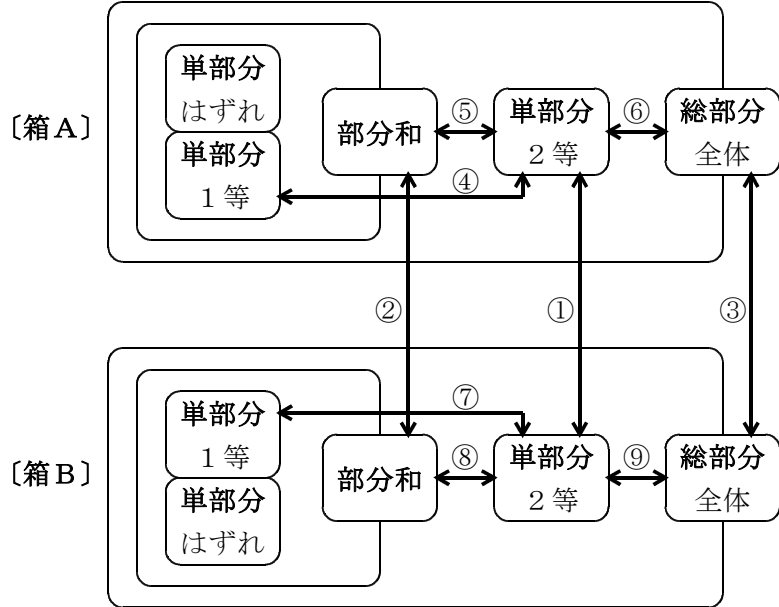 単部分
はずれ
〔箱A〕
部分和
⑤
単部分
2等
⑥
総部分
全体
単部分
1等
④
②
①
③
⑦
単部分
1等
〔箱B〕
部分和
⑧
単部分
2等
⑨
総部分
全体
単部分
はずれ